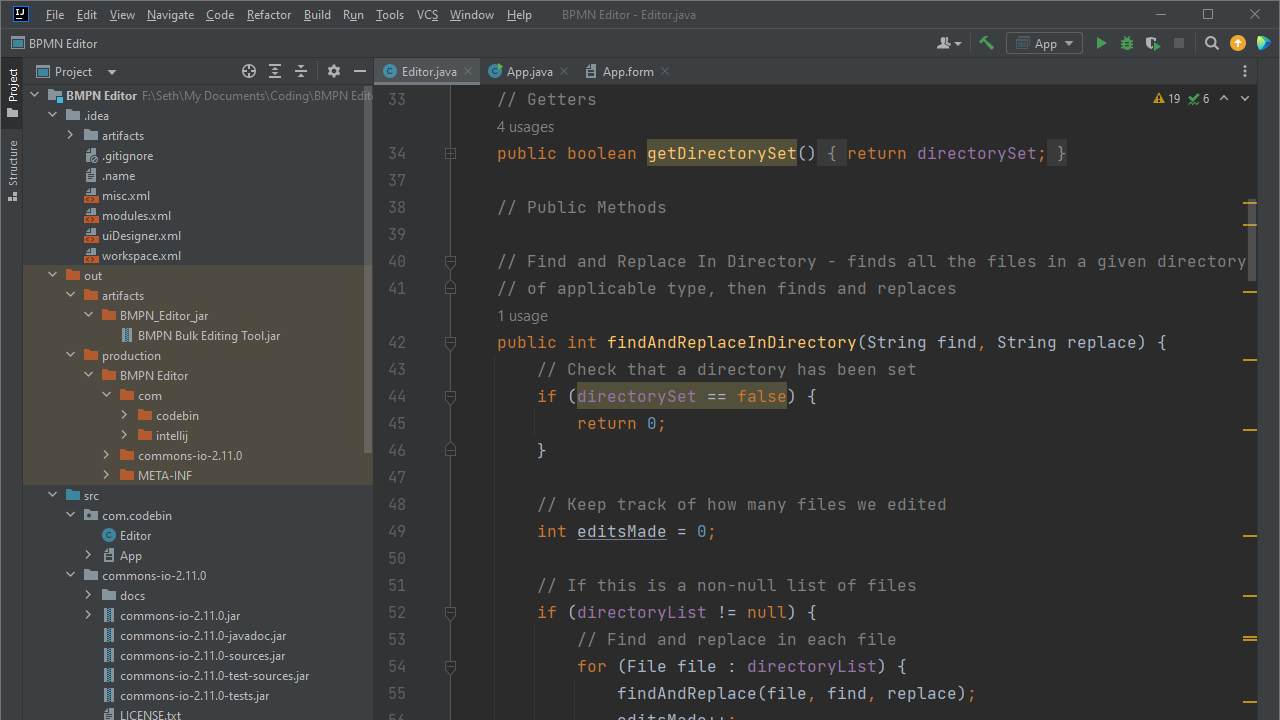 File Edit View Navigate Code Refactor Build Run Tools VCS Window Help BPMN Editor - Editor.java
BPMN Editor
App
Project
Editor.java
App.java
App.form
Project
Structure
BMPN Editor F:\Seth\My Documents\Coding\BMPN Edit
.idea
artifacts
.gitignore
.name
misc.xml
modules.xml
uiDesigner.xml
workspace.xml
out
artifacts
BMPN_Editor_jar
BMPN Bulk Editing Tool.jar
production
BMPN Editor
com
codebin
intellij
commons-io-2.11.0
META-INF
src
com.codebin
Editor
App
commons-io-2.11.0
docs
commons-io-2.11.0.jar
commons-io-2.11.0-javadoc.jar
commons-io-2.11.0-sources.jar
commons-io-2.11.0-test-sources.jar
commons-io-2.11.0-tests.jar
LICENSE.txt
19 6
33 // Getters
4 usages
34 public boolean getDirectorySet() { return directorySet; }
37
38 // Public Methods
39
40 // Find and Replace In Directory - finds all the files in a given directory
41 // of applicable type, then finds and replaces
1 usage
42 public int findAndReplaceInDirectory(String find, String replace) {
43 // Check that a directory has been set
44 if (directorySet == false) {
45 return 0;
46 }
47
48 // Keep track of how many files we edited
49 int editsMade = 0;
50
51 // If this is a non-null list of files
52 if (directoryList != null) {
53 // Find and replace in each file
54 for (File file : directoryList) {
55 findAndReplace(file, find, replace);
56 editsMade++;